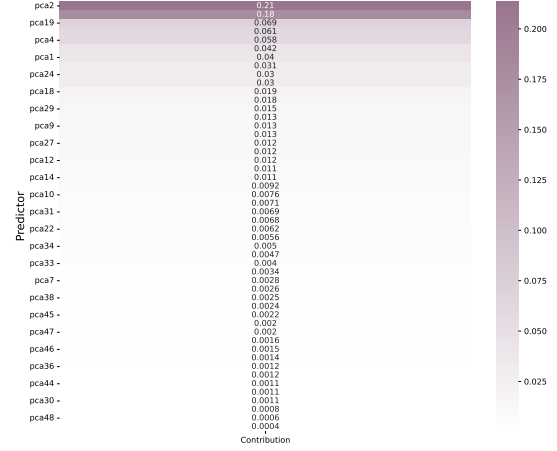 pca2 0.21
0.18
pca19 0.069
0.061
pca4 0.058
0.042
pca1 0.04
0.031
pca24 0.03
0.03
pca18 0.019
0.018
pca29 0.015
0.013
pca9 0.013
0.013
pca27 0.012
0.012
pca12 0.012
0.011
pca14 0.011
0.0092
pca10 0.0076
0.0071
pca31 0.0069
0.0068
pca22 0.0062
0.0056
pca34 0.005
0.0047
pca33 0.004
0.0034
pca7 0.0028
0.0026
pca38 0.0025
0.0024
pca45 0.0022
0.002
pca47 0.002
0.0016
pca46 0.0015
0.0014
pca36 0.0012
0.0012
pca44 0.0011
0.0011
pca30 0.0011
0.0008
pca48 0.0006
0.0004
Predictor
Contribution
0.200
0.175
0.150
0.125
0.100
0.075
0.050
0.025